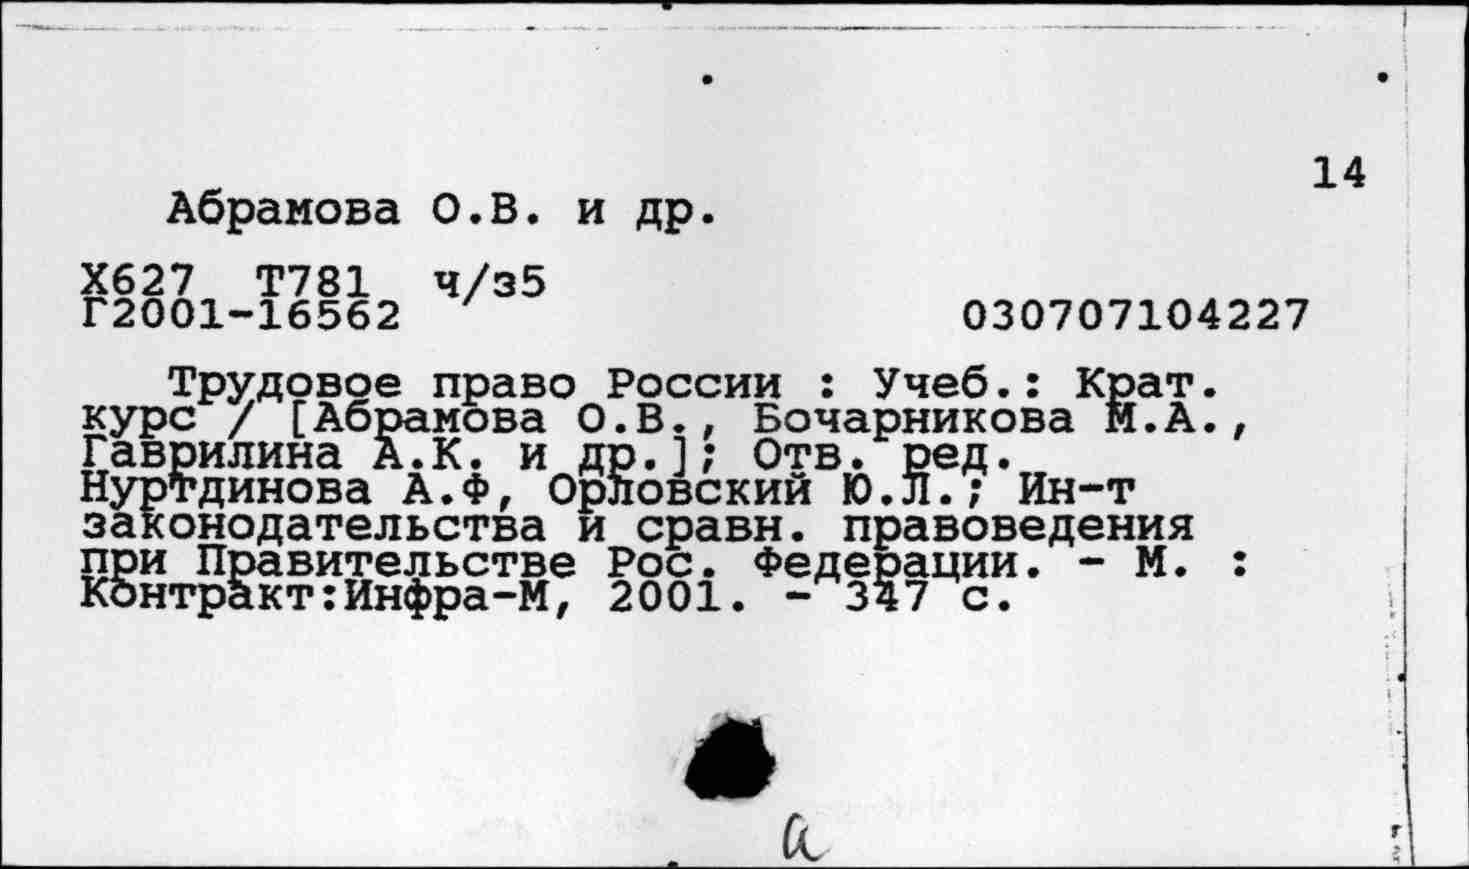 14
Абрамова О.В. и др.
Х627 Т781 ч/з5
Г2001-16562 030707104227
Трудовое право России : Учеб.: Крат.
курс / [Абрамова О.В., Бочарникова М.А.,
Гаврилина А.К. и др.]; Отв. ред.
Нуртдинова А.Ф, Орловский Ю.Л.; Ин-т
законодательства и сравн. правоведения
при Правительстве Рос. Федерации. - М. :
Контракт:Инфра-М, 2001. - 347 с.
а